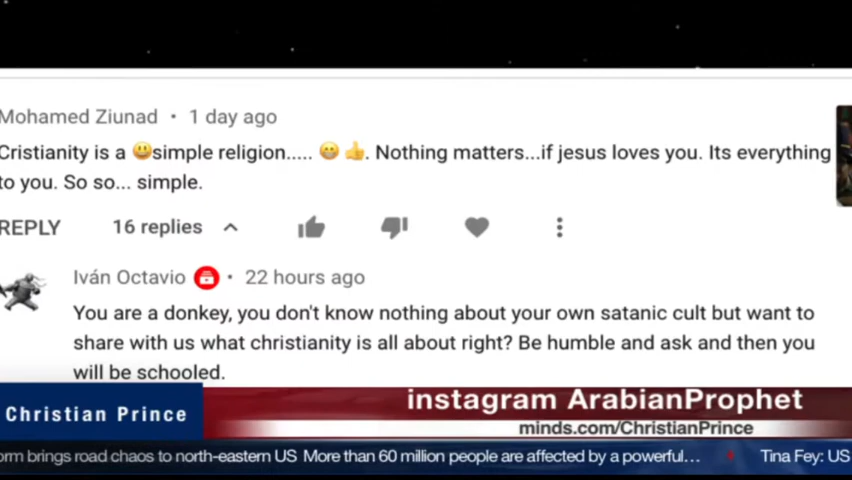 Mohamed Ziunad • 1 day ago
Cristianity is a 😃simple religion..... 😁 👍. Nothing matters...if jesus loves you. Its everything
to you. So so... simple.
REPLY 16 replies
Iván Octavio • 22 hours ago
You are a donkey, you don't know nothing about your own satanic cult but want to
share with us what christianity is all about right? Be humble and ask and then you
will be schooled.
Christian Prince
instagram ArabianProphet
minds.com/ChristianPrince
orm brings road chaos to north-eastern US More than 60 million people are affected by a powerful... Tina Fey: US